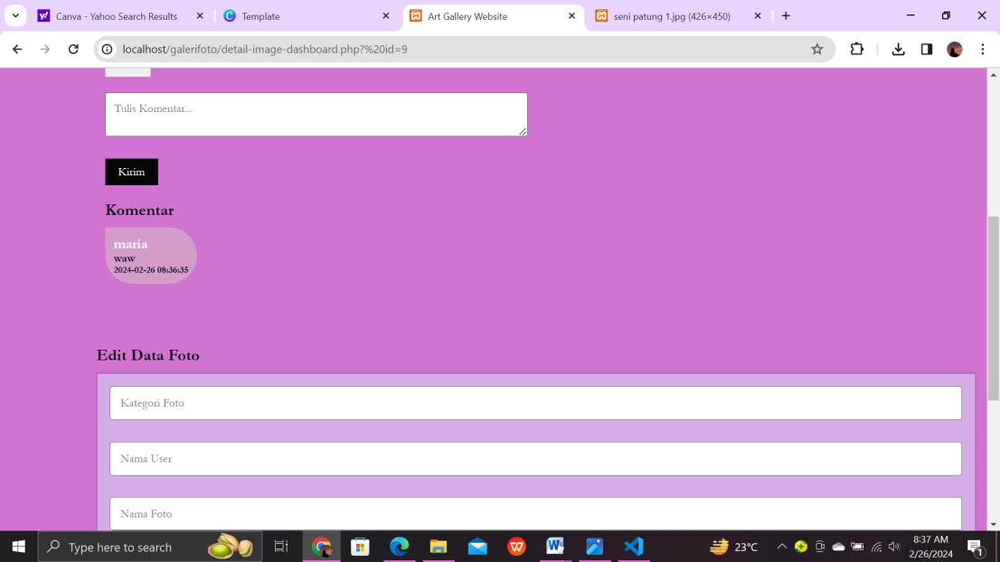 Canva - Yahoo Search Results
Template
Art Gallery Website
seni patung 1.jpg (426×450)
localhost/galerifoto/detail-image-dashboard.php?%20id=9
Tulis Komentar...
Kirim
Komentar
maria
waw
2024-02-26 08:36:35
Edit Data Foto
Kategori Foto
Nama User
Nama Foto
Type here to search
23°C
8:37 AM
2/26/2024
1